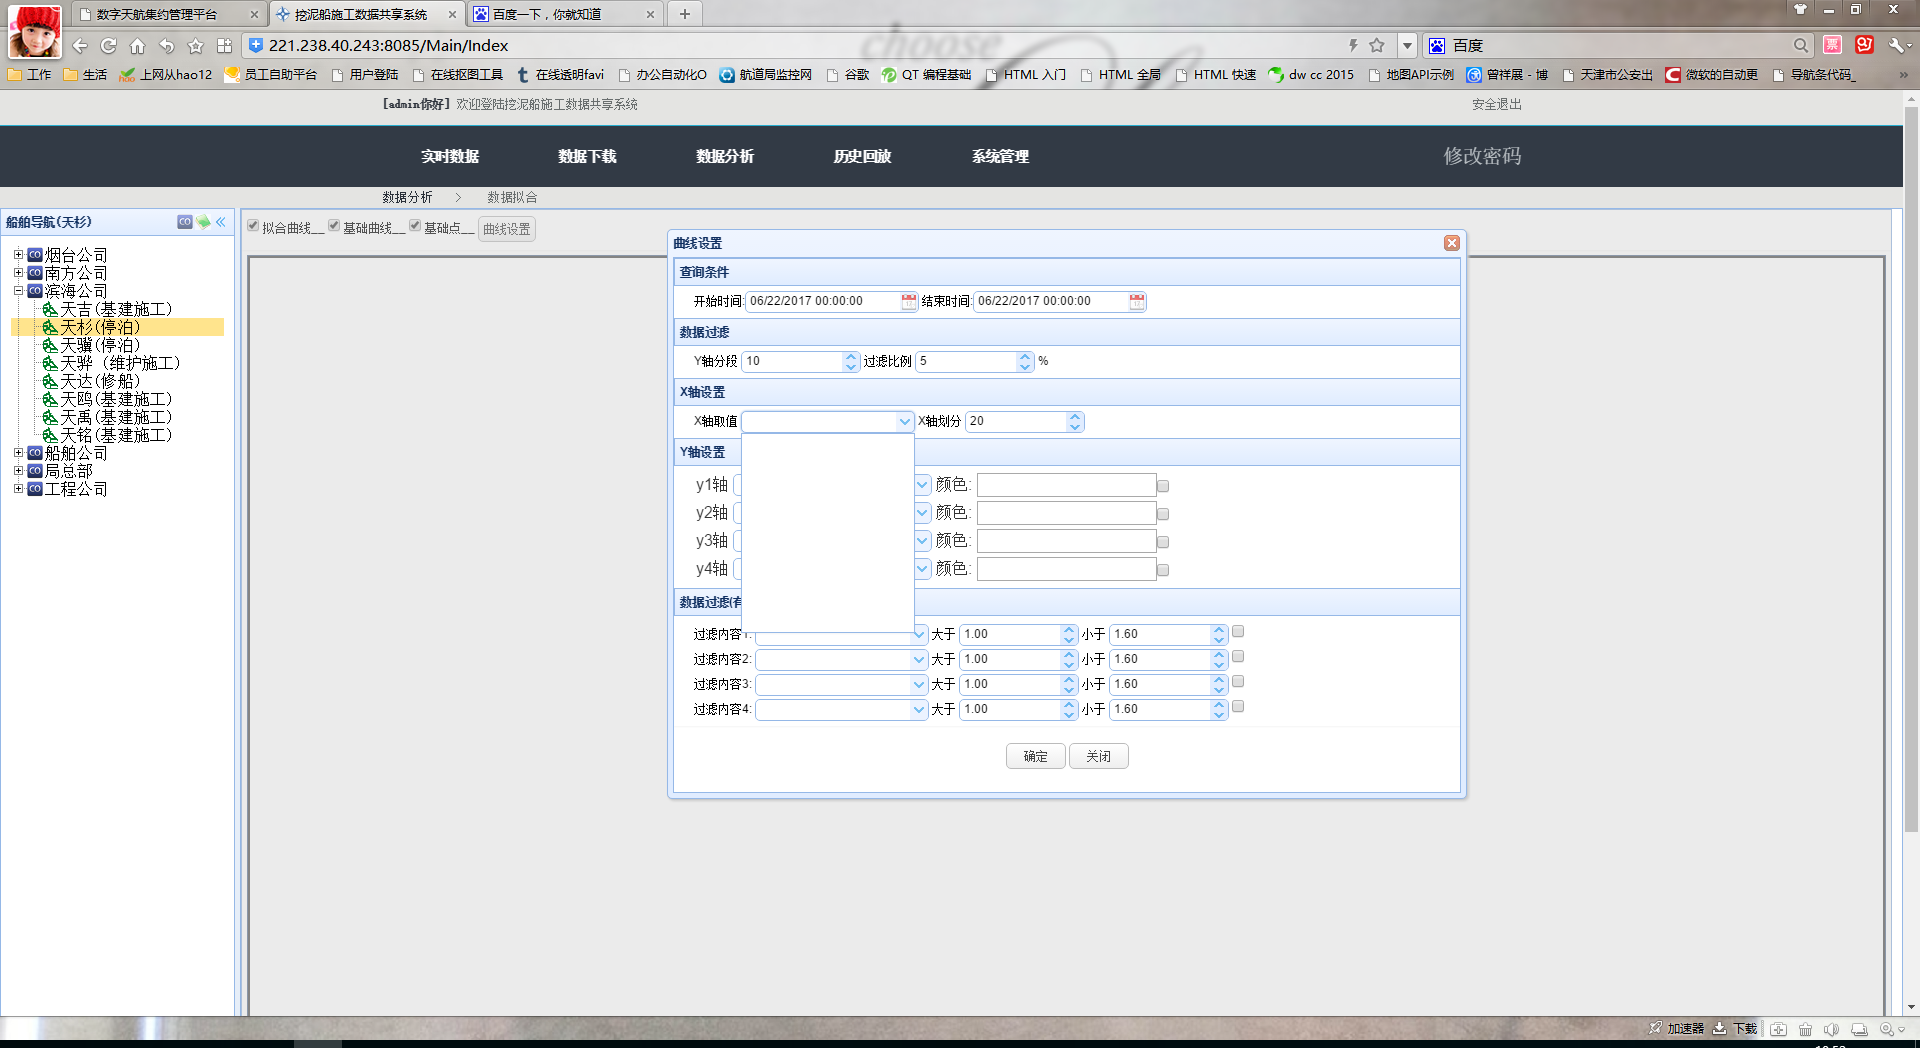 数字天航集约管理平台
挖泥船施工数据共享系统
百度一下，你就知道
221.238.40.243:8085/Main/Index
百度
工作
生活
上网从hao12
员工自助平台
用户登陆
在线抠图工具
在线透明favi
办公自动化O
航道局监控网
谷歌
QT 编程基础
HTML 入门
HTML 全局
HTML 快速
dw cc 2015
地图API示例
曾祥展 - 博
天津市公安出
微软的自动更
导航条代码_
[admin你好] 欢迎登陆挖泥船施工数据共享系统
安全退出
实时数据
数据下载
数据分析
历史回放
系统管理
修改密码
数据分析 > 数据拟合
船舶导航(天杉)
烟台公司
南方公司
滨海公司
天吉(基建施工)
天杉(停泊)
天骥(停泊)
天骅（维护施工)
天达(修船)
天鸥(基建施工)
天禹(基建施工)
天铭(基建施工)
船舶公司
局总部
工程公司
拟合曲线__ 基础曲线__ 基础点__ 曲线设置
曲线设置
查询条件
开始时间: 06/22/2017 00:00:00 结束时间: 06/22/2017 00:00:00
数据过滤
Y轴分段 10 过滤比例 5 %
X轴设置
X轴取值 X轴划分 20
Y轴设置
y1轴 颜色:
y2轴 颜色:
y3轴 颜色:
y4轴 颜色:
数据过滤(有
过滤内容1: 大于 1.00 小于 1.60
过滤内容2: 大于 1.00 小于 1.60
过滤内容3: 大于 1.00 小于 1.60
过滤内容4: 大于 1.00 小于 1.60
确定 关闭
加速器 下载